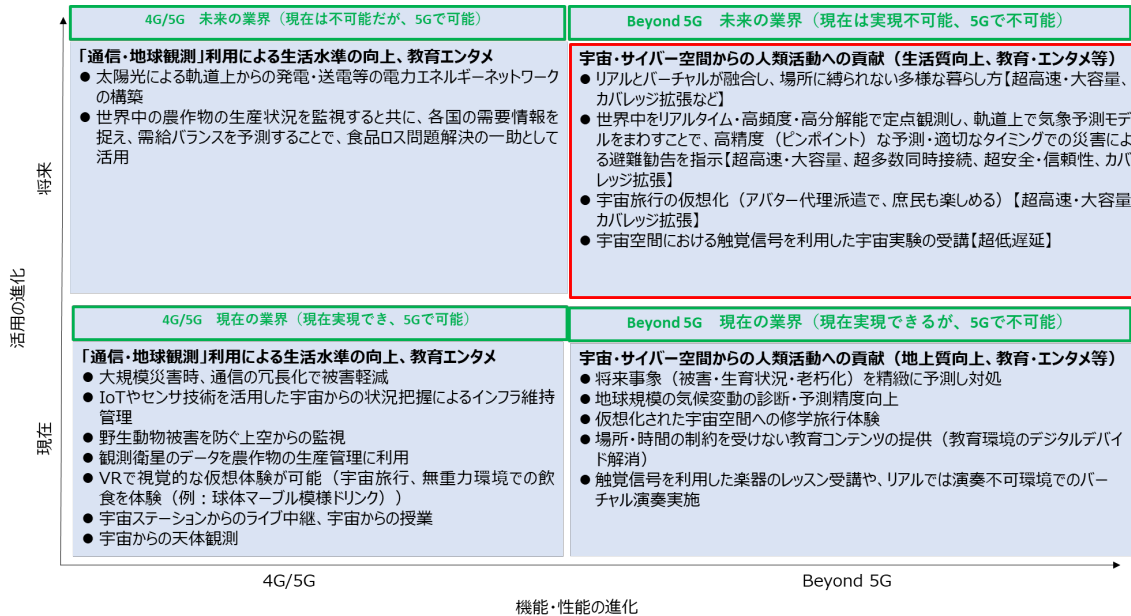 4G/5G　未来の業界（現在は不可能だが、5Gで可能）
「通信・地球観測」利用による生活水準の向上、教育エンタメ
● 太陽光による軌道上からの発電・送電等の電力エネルギーネットワーク
の構築
● 世界中の農作物の生産状況を監視すると共に、各国の需要情報を
捉え、需給バランスを予測することで、食品ロス問題解決の一助として
活用
Beyond 5G　未来の業界（現在は実現不可能、5Gで不可能）
宇宙・サイバー空間からの人類活動への貢献（生活質向上、教育・エンタメ等）
● リアルとバーチャルが融合し、場所に縛られない多様な暮らし方【超高速・大容量、
カバレッジ拡張など】
● 世界中をリアルタイム・高頻度・高分解能で定点観測し、軌道上で気象予測モデ
ルをまわすことで、高精度（ピンポイント）な予測・適切なタイミングでの災害によ
る避難勧告を指示【超高速・大容量、超多数同時接続、超安全・信頼性、カバ
レッジ拡張】
● 宇宙旅行の仮想化（アバター代理派遣で、庶民も楽しめる）【超高速・大容量
カバレッジ拡張】
● 宇宙空間における触覚信号を利用した宇宙実験の受講【超低遅延】
4G/5G　現在の業界（現在実現でき、5Gで可能）
「通信・地球観測」利用による生活水準の向上、教育エンタメ
● 大規模災害時、通信の冗長化で被害軽減
● IoTやセンサ技術を活用した宇宙からの状況把握によるインフラ維持
管理
● 野生動物被害を防ぐ上空からの監視
● 観測衛星のデータを農作物の生産管理に利用
● VRで視覚的な仮想体験が可能（宇宙旅行、無重力環境での飲
食を体験（例：球体マーブル模様ドリンク））
● 宇宙ステーションからのライブ中継、宇宙からの授業
● 宇宙からの天体観測
Beyond 5G　現在の業界（現在実現できるが、5Gで不可能）
宇宙・サイバー空間からの人類活動への貢献（地上質向上、教育・エンタメ等）
● 将来事象（被害・生育状況・老朽化）を精緻に予測し対処
● 地球規模の気候変動の診断・予測精度向上
● 仮想化された宇宙空間への修学旅行体験
● 場所・時間の制約を受けない教育コンテンツの提供（教育環境のデジタルデバイ
ド解消）
● 触覚信号を利用した楽器のレッスン受講や、リアルでは演奏不可環境でのバー
チャル演奏実施
将来
現在
活用の進化
4G/5G
Beyond 5G
機能・性能の進化